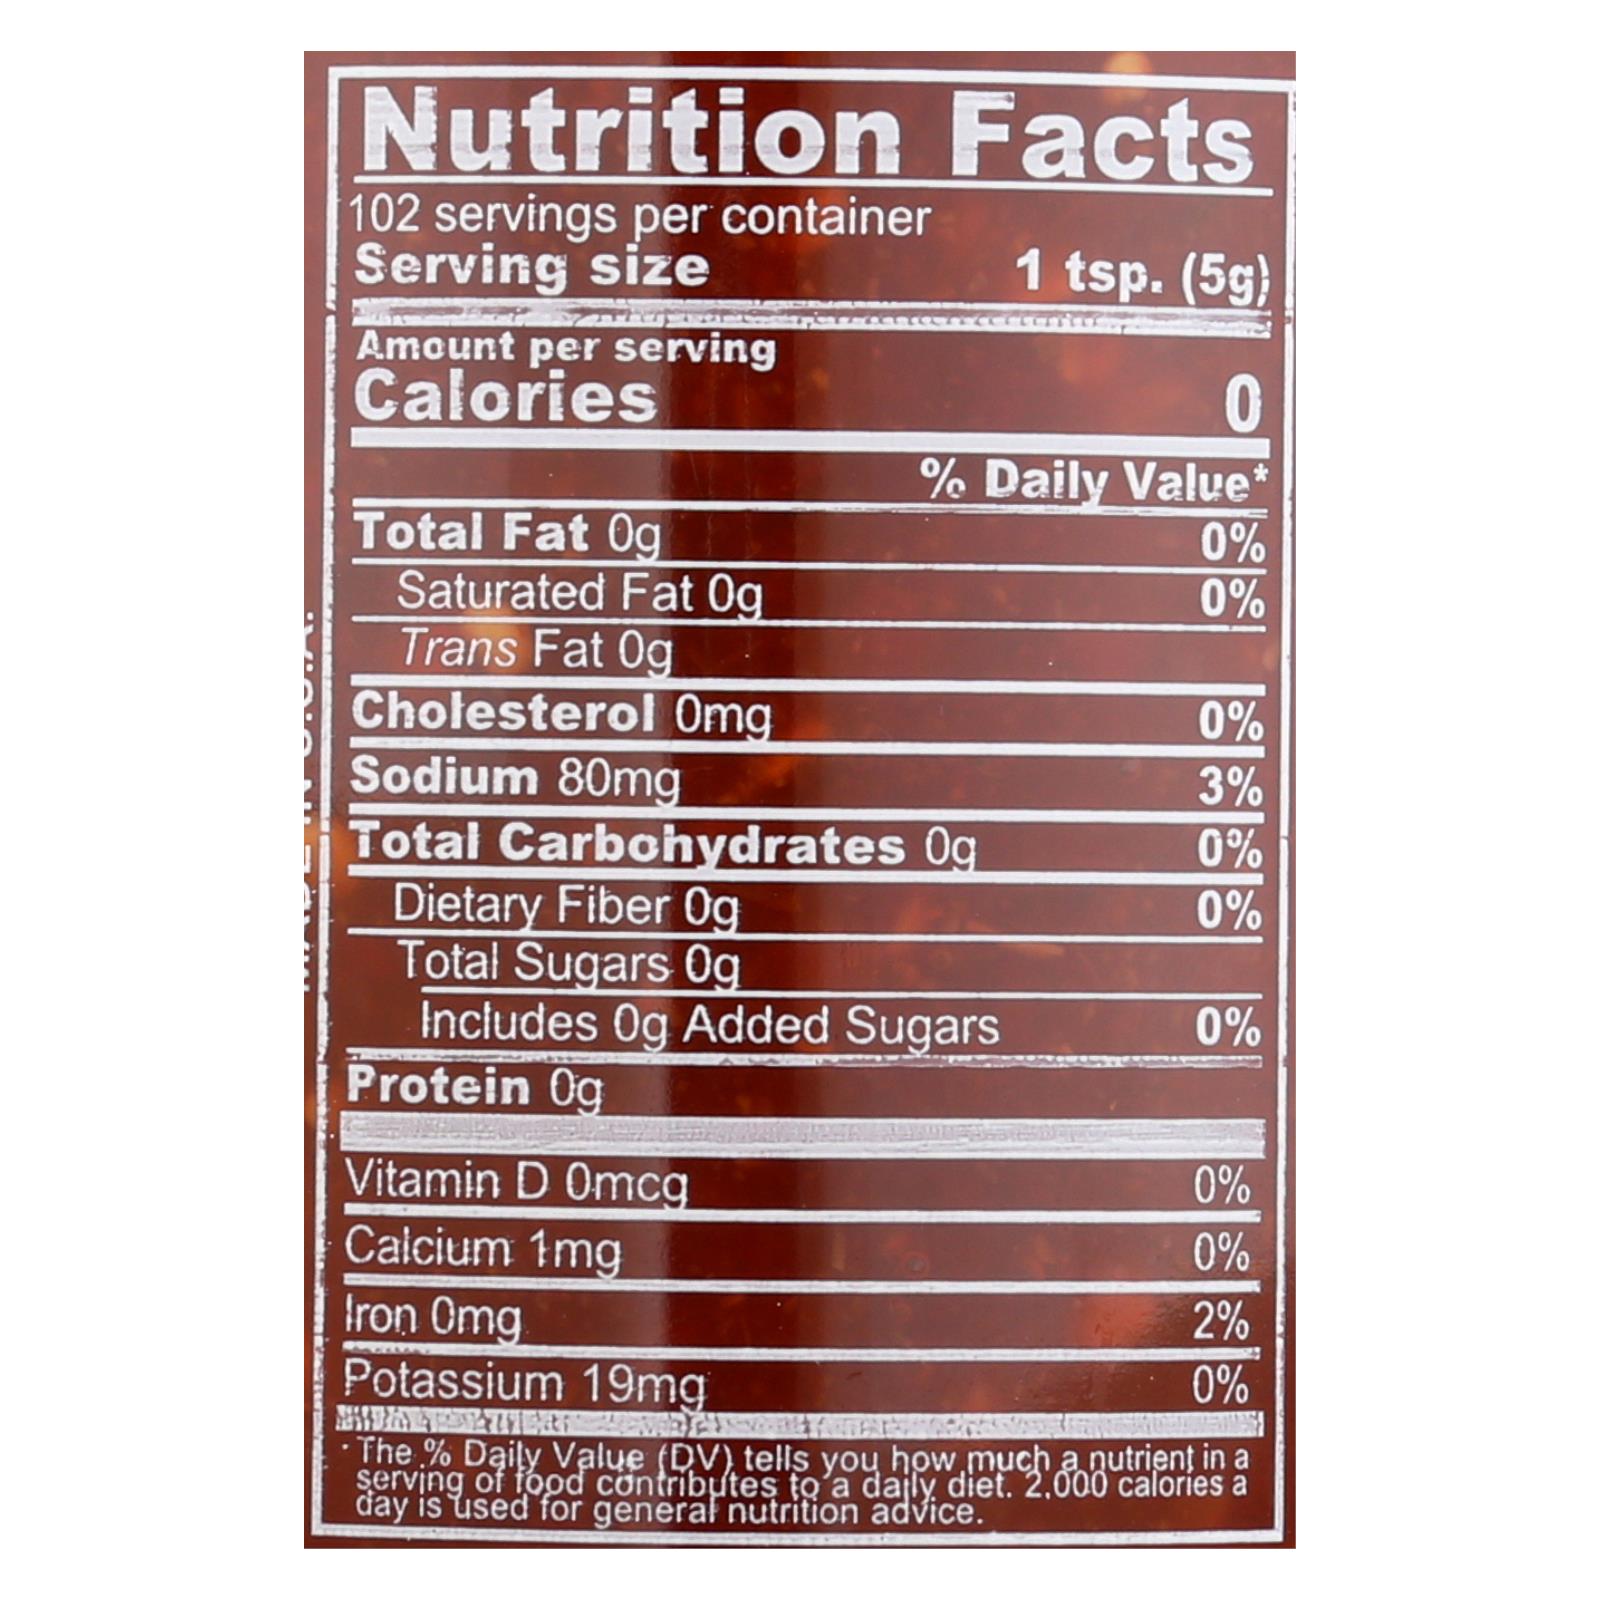 Nutrition Facts
102 servings per container
Serving size 1 tsp. (5g)
Amount per serving
Calories 0
% Daily Value*
Total Fat 0g 0%
Saturated Fat 0g 0%
Trans Fat 0g
Cholesterol 0mg 0%
Sodium 80mg 3%
Total Carbohydrates 0g 0%
Dietary Fiber 0g 0%
Total Sugars 0g
Includes 0g Added Sugars 0%
Protein 0g
Vitamin D 0mcg 0%
Calcium 1mg 0%
Iron 0mg 2%
Potassium 19mg 0%
The % Daily Value (DV) tells you how much a nutrient in a
serving of food contributes to a daily diet. 2,000 calories a
day is used for general nutrition advice.